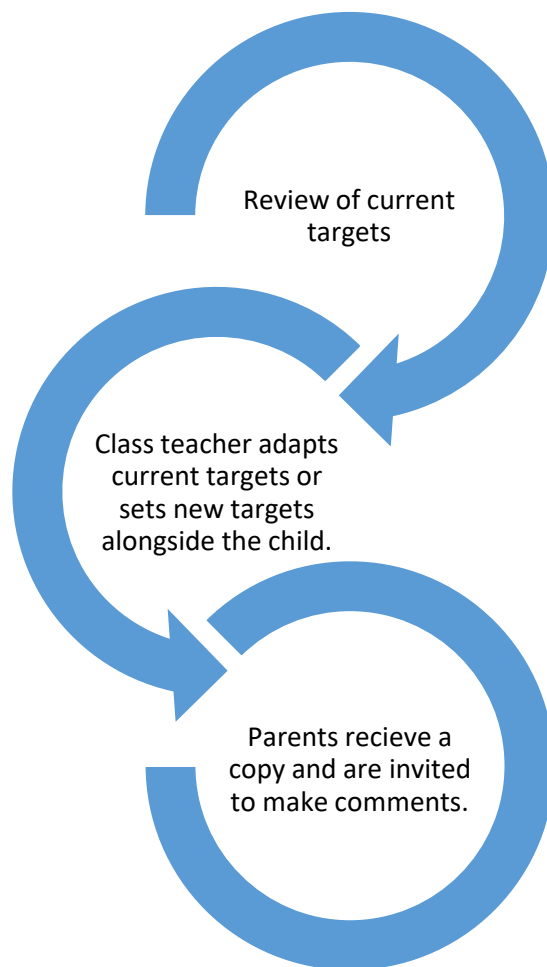 Review of current
targets
Class teacher adapts
current targets or
sets new targets
alongside the child.
Parents recieve a
copy and are invited
to make comments.